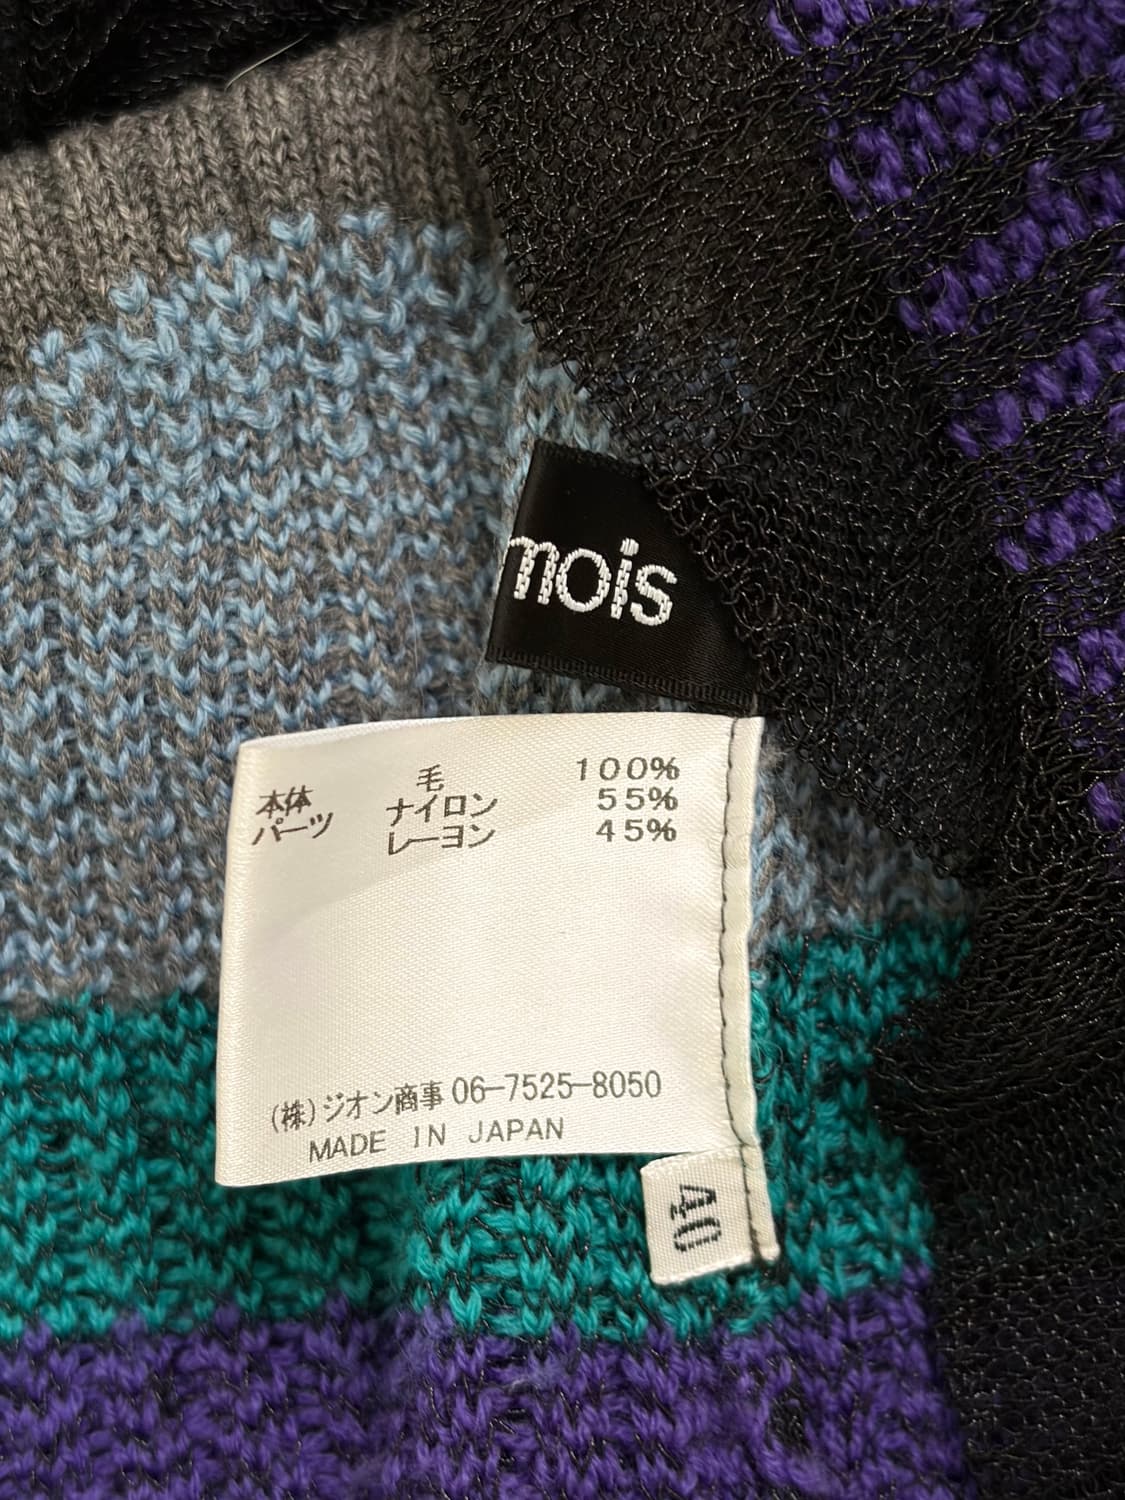 mois
毛 100%
本体 ナイロン 55%
パーツ レーヨン 45%
(株)ジオン商事 06-7525-8050
MADE IN JAPAN
40